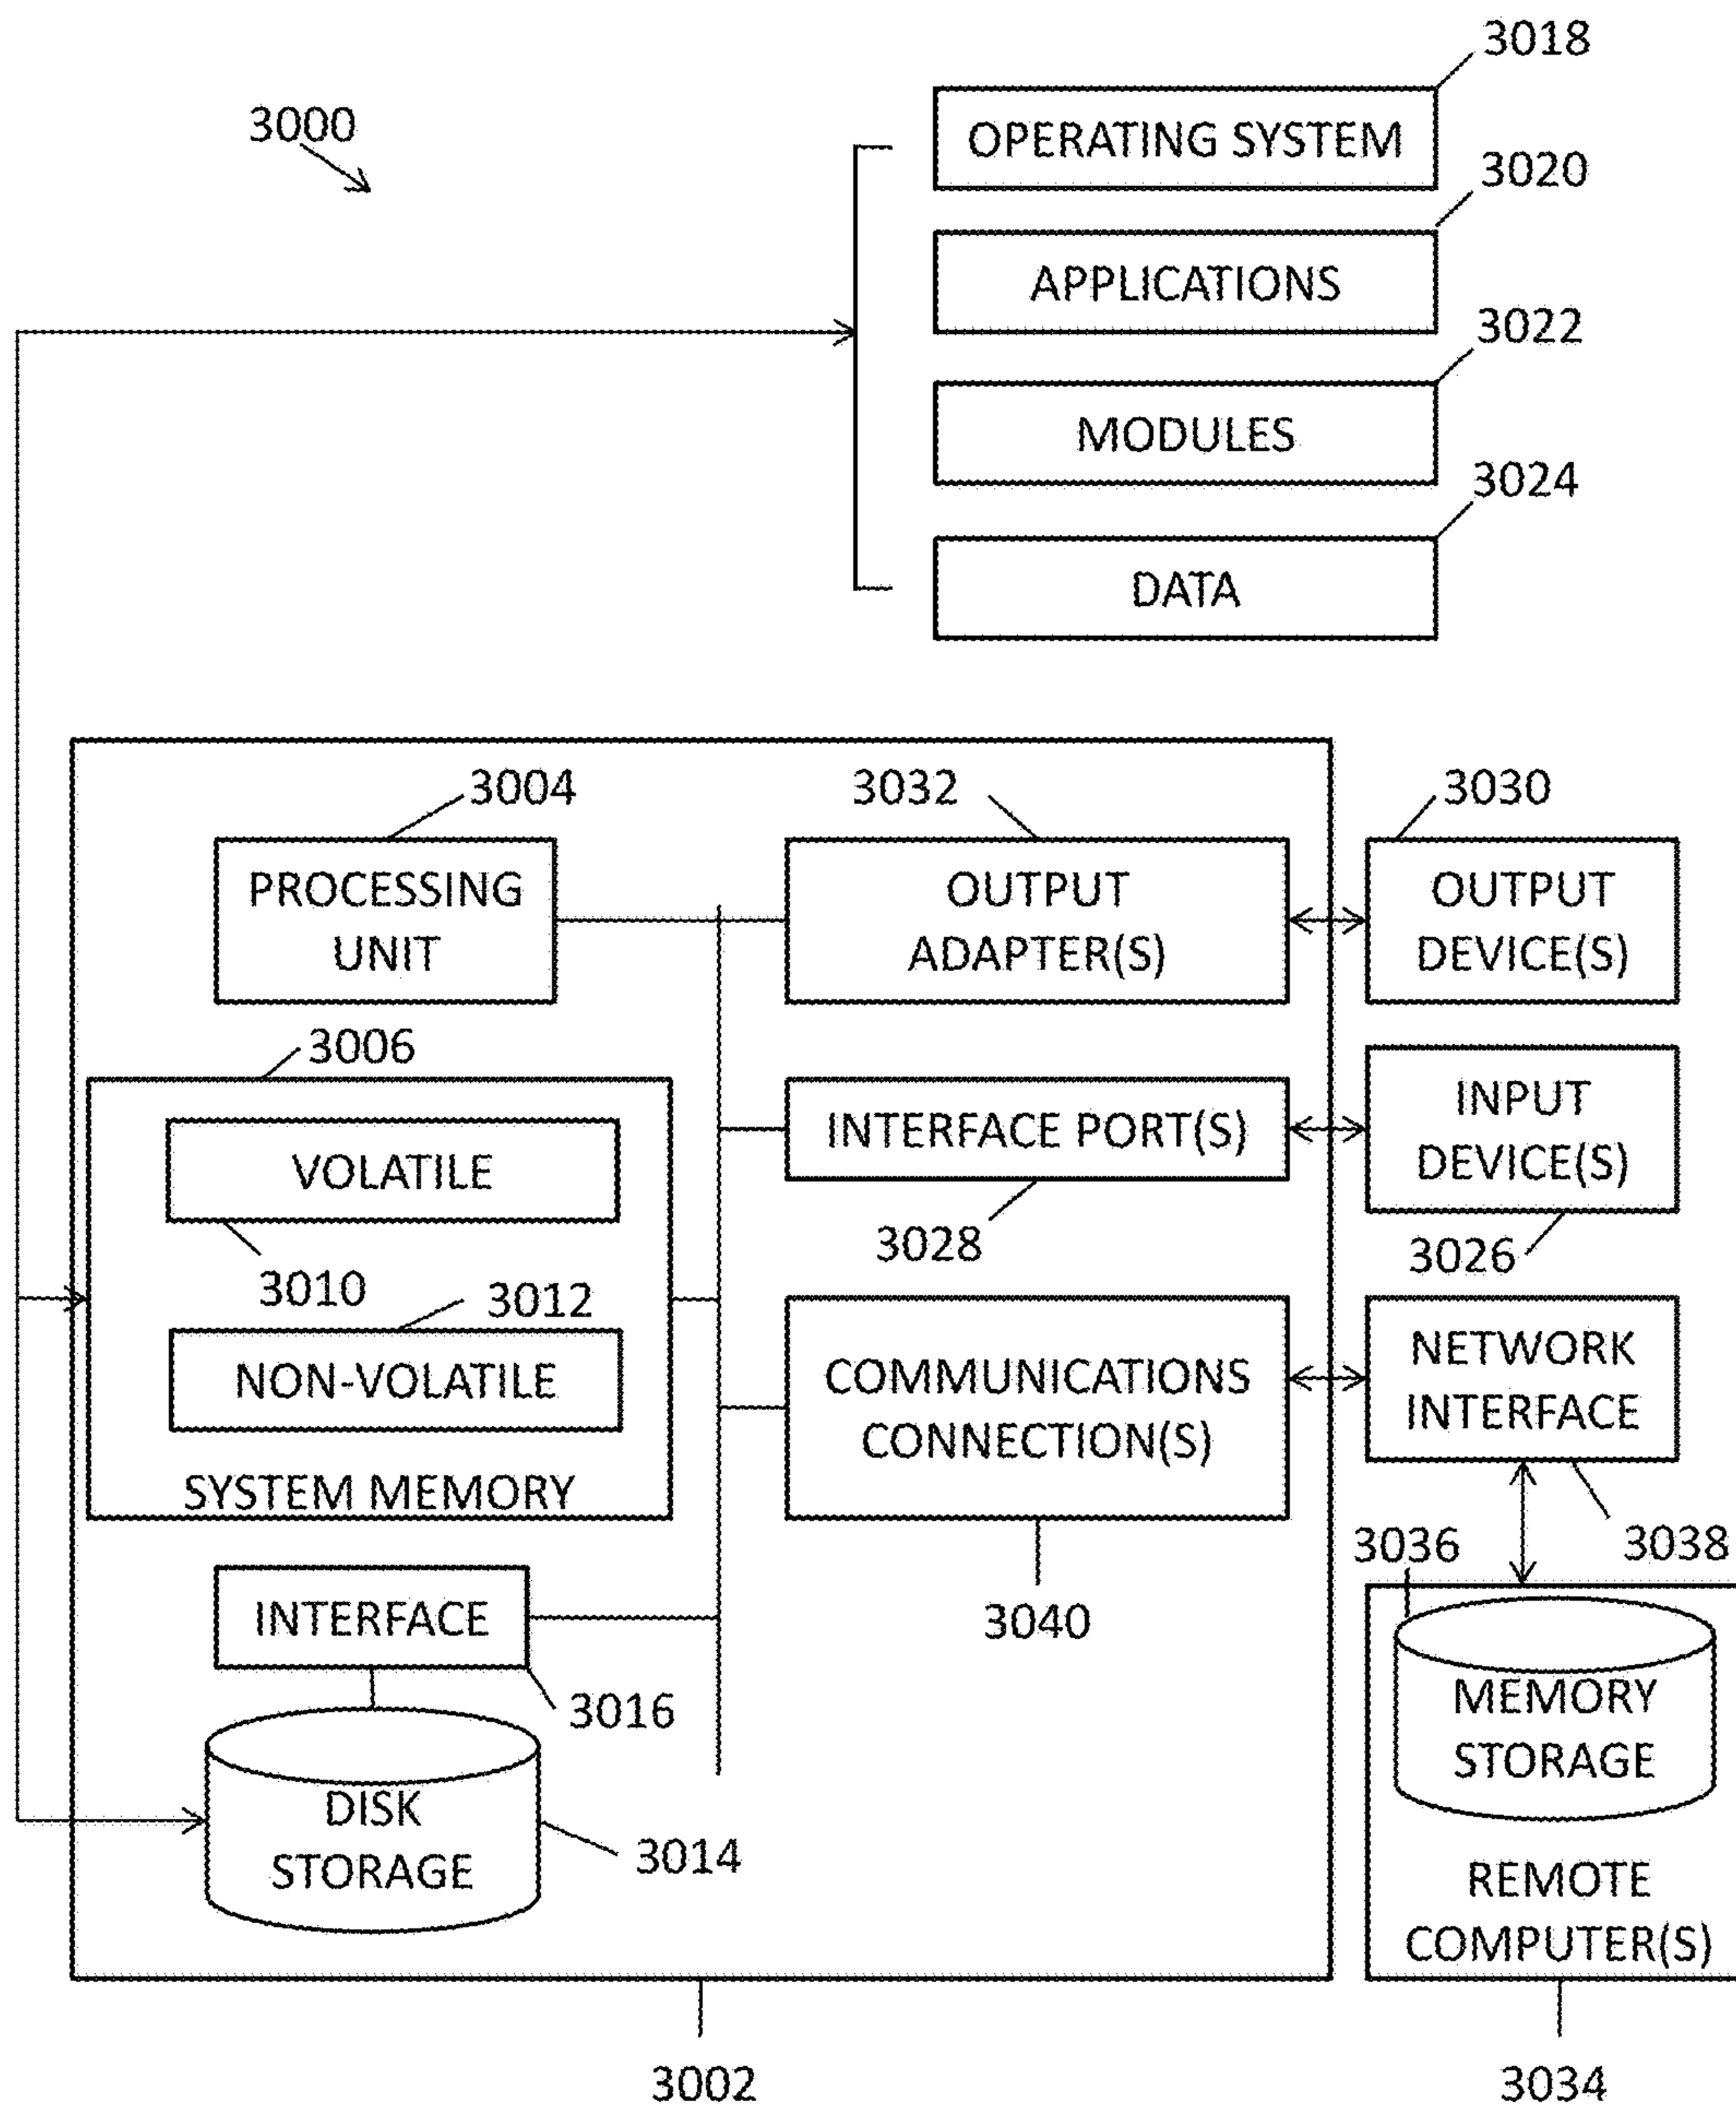 3018
3000
OPERATING SYSTEM
3020
APPLICATIONS
3022
MODULES
3024
DATA
3004
3032
3030
PROCESSING
UNIT
OUTPUT
ADAPTER(S)
OUTPUT
DEVICE(S)
3006
VOLATILE
INTERFACE PORT(S)
INPUT
DEVICE(S)
3010
3028
3026
3012
NON-VOLATILE
SYSTEM MEMORY
COMMUNICATIONS
CONNECTION(S)
NETWORK
INTERFACE
3036
3038
INTERFACE
3040
3016
MEMORY
STORAGE
DISK
STORAGE
3014
REMOTE
COMPUTER(S)
3002
3034